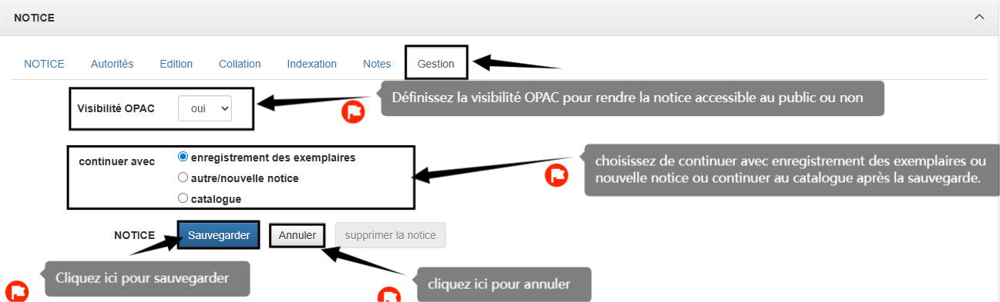 NOTICE
NOTICE Autorités Edition Collation Indexation Notes Gestion
Définissez la visibilité OPAC pour rendre la notice accessible au public ou non
Visibilité OPAC oui
continuer avec
enregistrement des exemplaires
autre/nouvelle notice
catalogue
choisissez de continuer avec enregistrement des exemplaires ou
nouvelle notice ou continuer au catalogue après la sauvegarde.
NOTICE Sauvegarder Annuler supprimer la notice
Cliquez ici pour sauvegarder
cliquez ici pour annuler